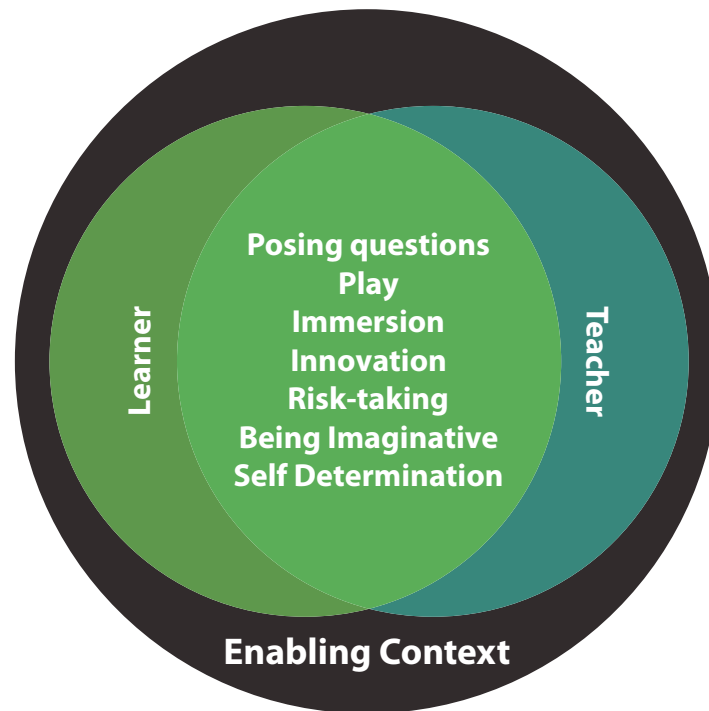 Learner
Posing questions
Play
Immersion
Innovation
Risk-taking
Being Imaginative
Self Determination
Teacher
Enabling Context